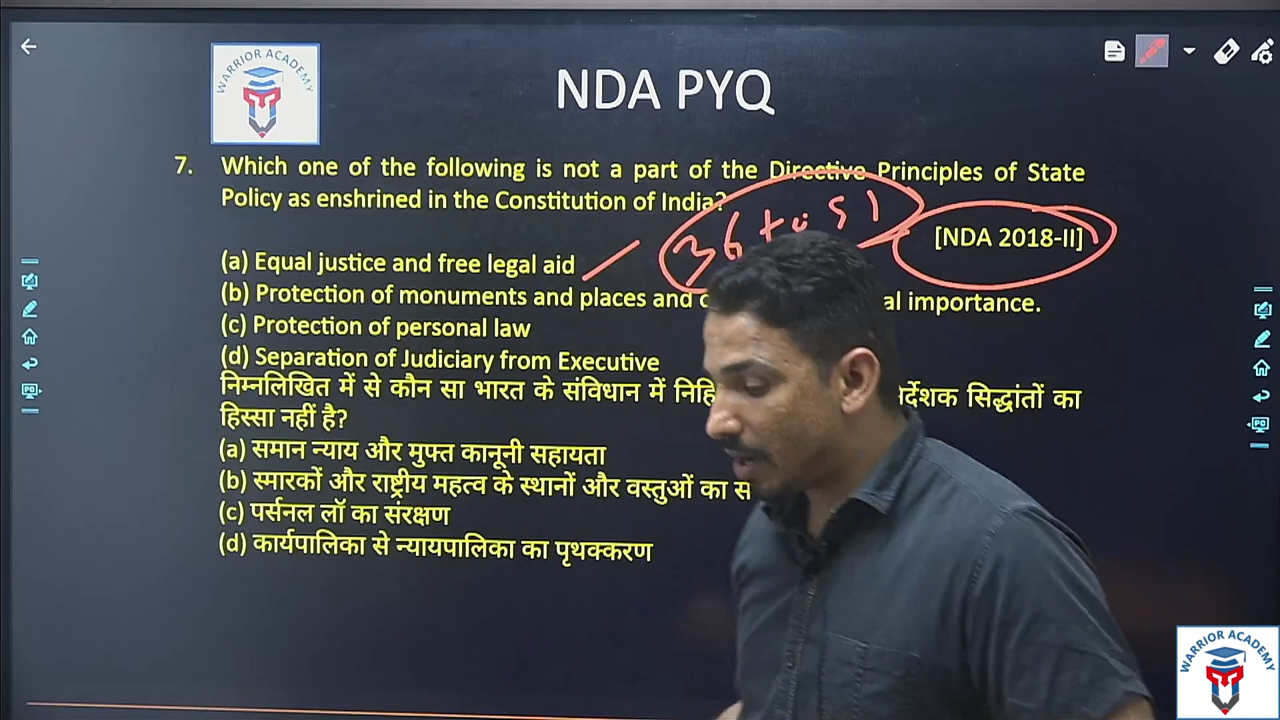 WARRIOR ACADEMY
NDA PYQ
7. Which one of the following is not a part of the Directive Principles of State
Policy as enshrined in the Constitution of India?
36 to 51
[NDA 2018-II]
(a) Equal justice and free legal aid
(b) Protection of monuments and places and importance.
(c) Protection of personal law
(d) Separation of Judiciary from Executive
निम्नलिखित में से कौन सा भारत के संविधान में सिद्धांतों का
हिस्सा नहीं है?
(a) समान न्याय और मुफ्त कानूनी सहायता
(b) स्मारकों और राष्ट्रीय महत्व के स्थानों और वस्तुओं का
(c) पर्सनल लॉ का संरक्षण
(d) कार्यपालिका से न्यायपालिका का पृथक्करण
WARRIOR ACADEMY